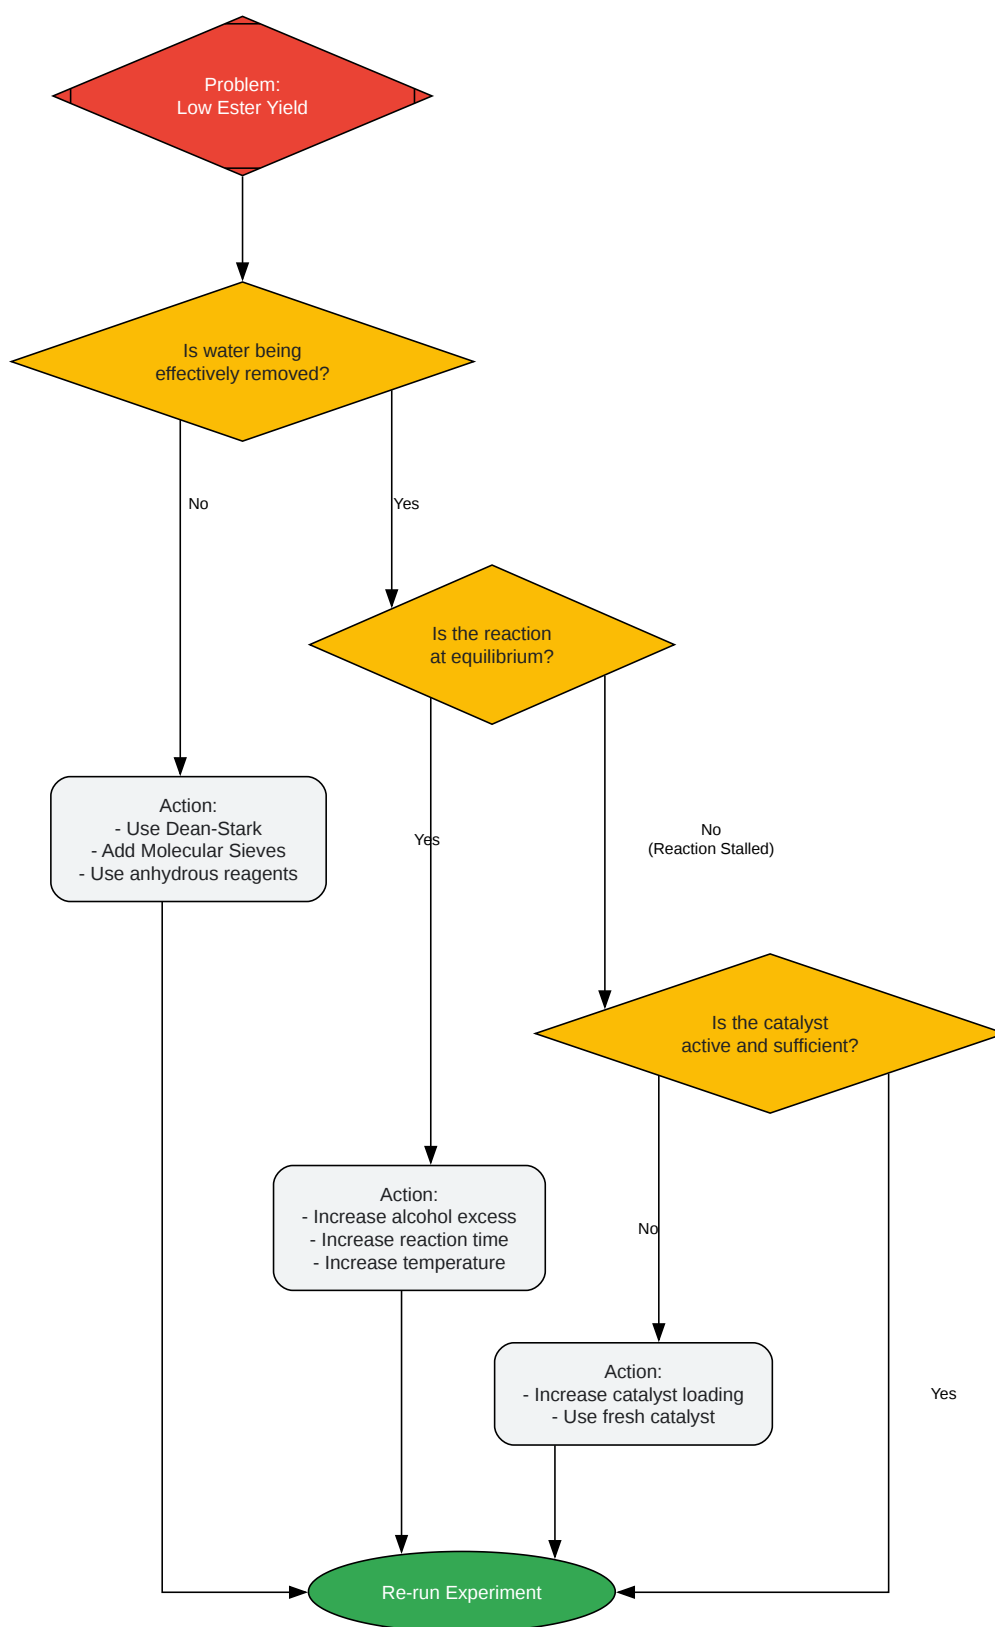 Problem:
Low Ester Yield
Is water being
effectively removed?
No
Yes
Is the reaction
at equilibrium?
Action:
- Use Dean-Stark
- Add Molecular Sieves
- Use anhydrous reagents
Yes
No
(Reaction Stalled)
Is the catalyst
active and sufficient?
Action:
- Increase alcohol excess
- Increase reaction time
- Increase temperature
No
Action:
- Increase catalyst loading
- Use fresh catalyst
Yes
Re-run Experiment